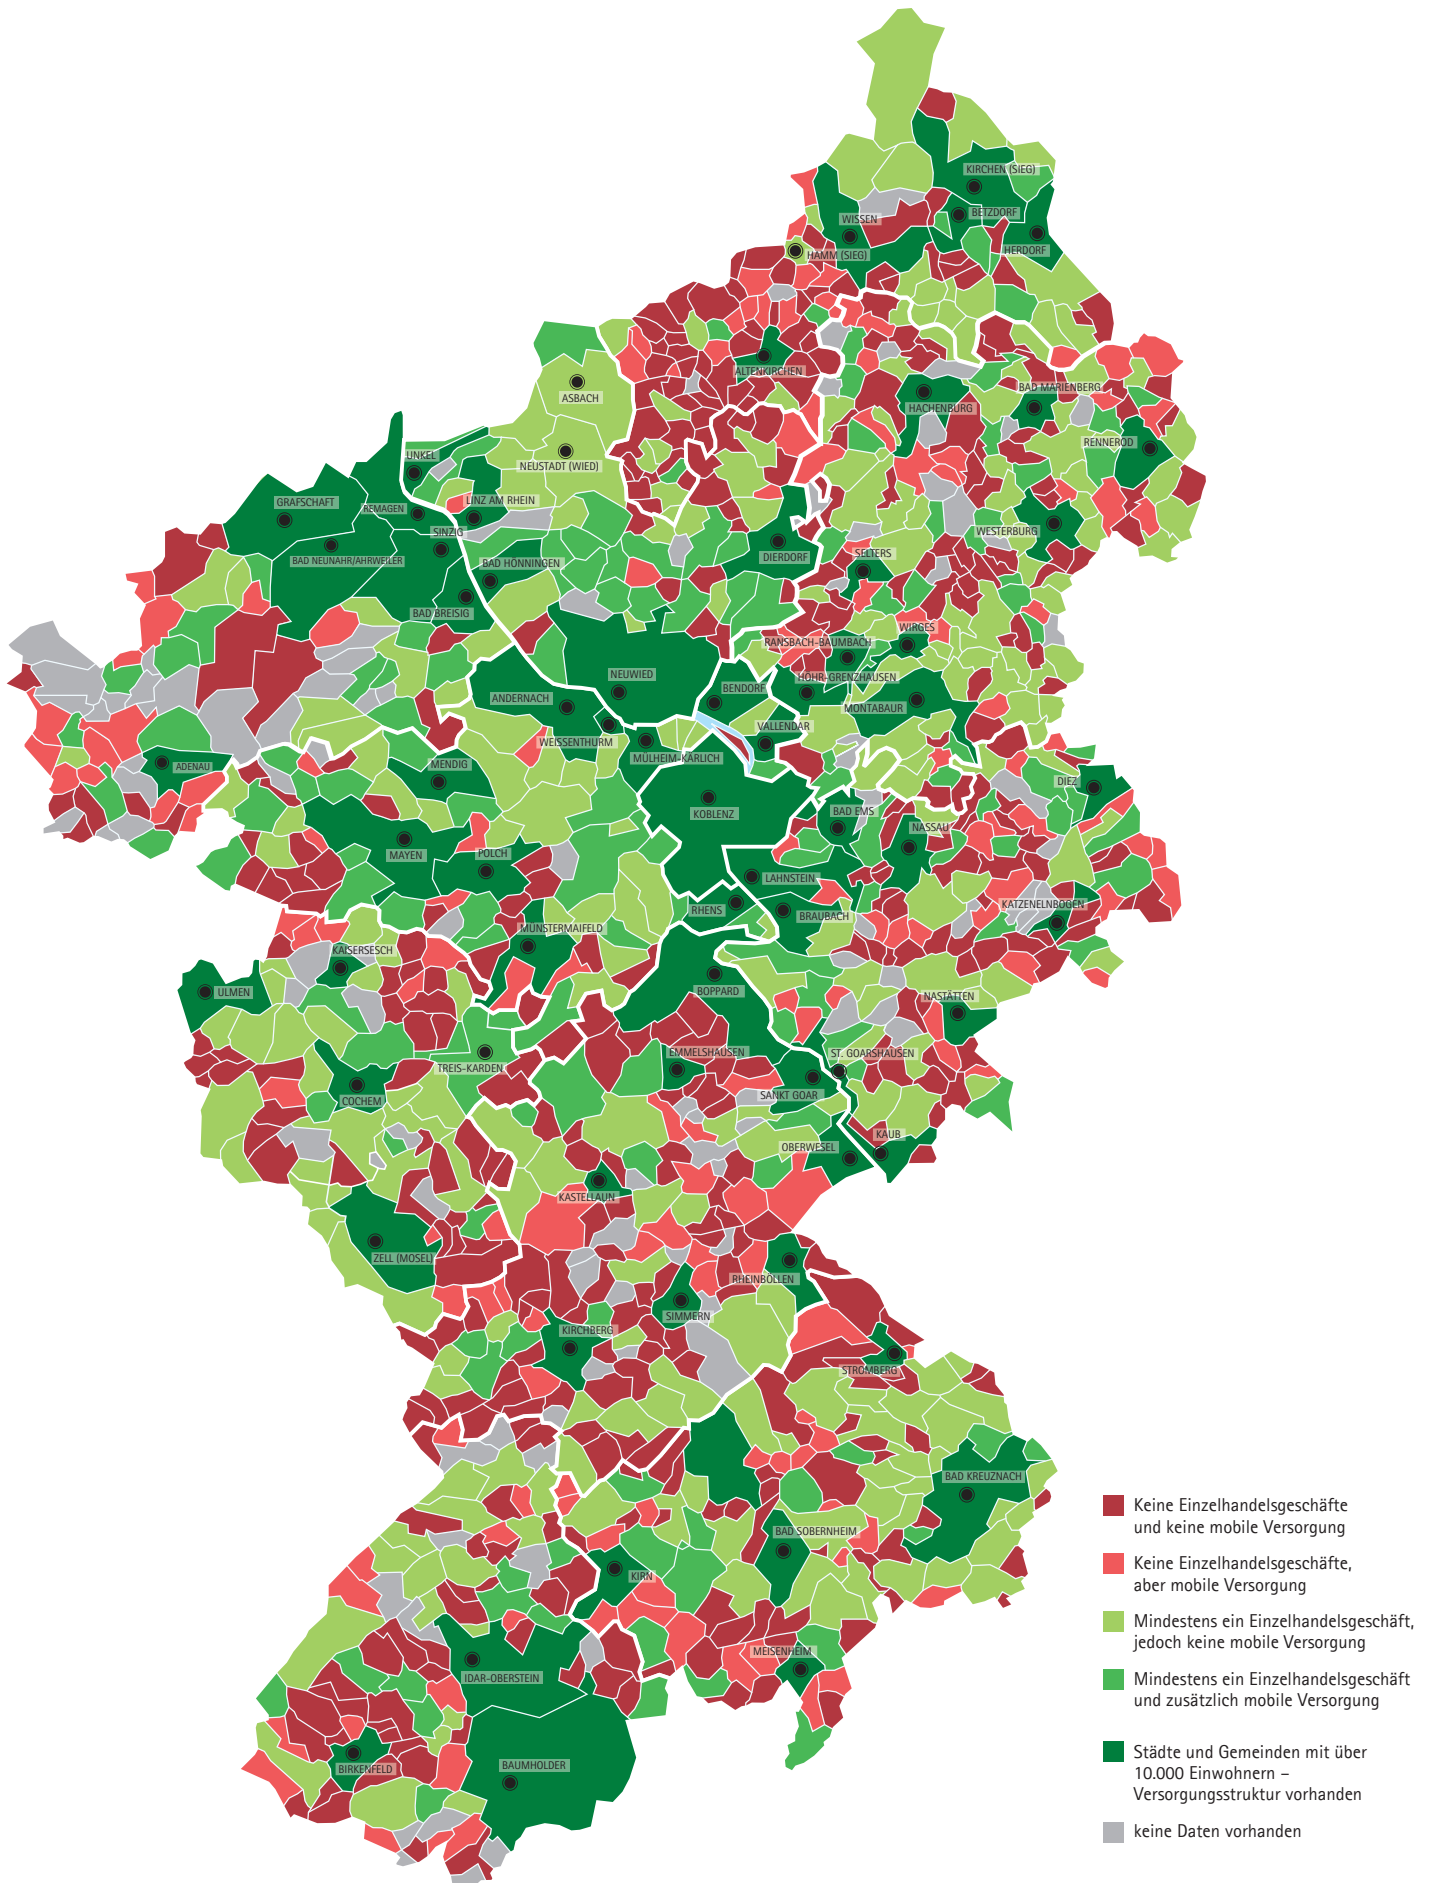 KIRCHEN (SIEG)
BETZDORF
WISSEN
HERDORF
HAMM (SIEG)
ALTENKIRCHEN
BAD MARIENBERG
HACHENBURG
ASBACH
RENNEROD
UNKEL
NEUSTADT (WIED)
GRAFSCHAFT
LINZ AM RHEIN
REMAGEN
SINZIG
WESTERBURG
BAD NEUNAHR/AHRWEILER
BAD HÖNNINGEN
DIERDORF
SELTERS
BAD BREISIG
WIRGES
RANSBACH-BAUMBACH
NEUWIED
HÖHR-GRENZHAUSEN
BENDORF
ANDERNACH
MONTABAUR
VALLENDAR
WEISSENTHURM
MÜLHEIM-KÄRLICH
ADENAU
MENDIG
DIEZ
KOBLENZ
BAD EMS
NASSAU
MAYEN
POLCH
LAHNSTEIN
KATZENELNBOGEN
RHENS
BRAUBACH
MÜNSTERMAIFELD
KAISERSESCH
ULMEN
BOPPARD
NASTÄTTEN
EMMELSHAUSEN
ST. GOARSHAUSEN
TREIS-KARDEN
SANKT GOAR
COCHEM
KAUB
OBERWESEL
KASTELLAUN
ZELL (MOSEL)
RHEINBÖLLEN
SIMMERN
KIRCHBERG
STROMBERG
BAD KREUZNACH
BAD SOBERNHEIM
KIRN
MEISENHEIM
IDAR-OBERSTEIN
BAUMHOLDER
BIRKENFELD
Keine Einzelhandelsgeschäfte
und keine mobile Versorgung
Keine Einzelhandelsgeschäfte,
aber mobile Versorgung
Mindestens ein Einzelhandelsgeschäft,
jedoch keine mobile Versorgung
Mindestens ein Einzelhandelsgeschäft
und zusätzlich mobile Versorgung
Städte und Gemeinden mit über
10.000 Einwohnern –
Versorgungsstruktur vorhanden
keine Daten vorhanden